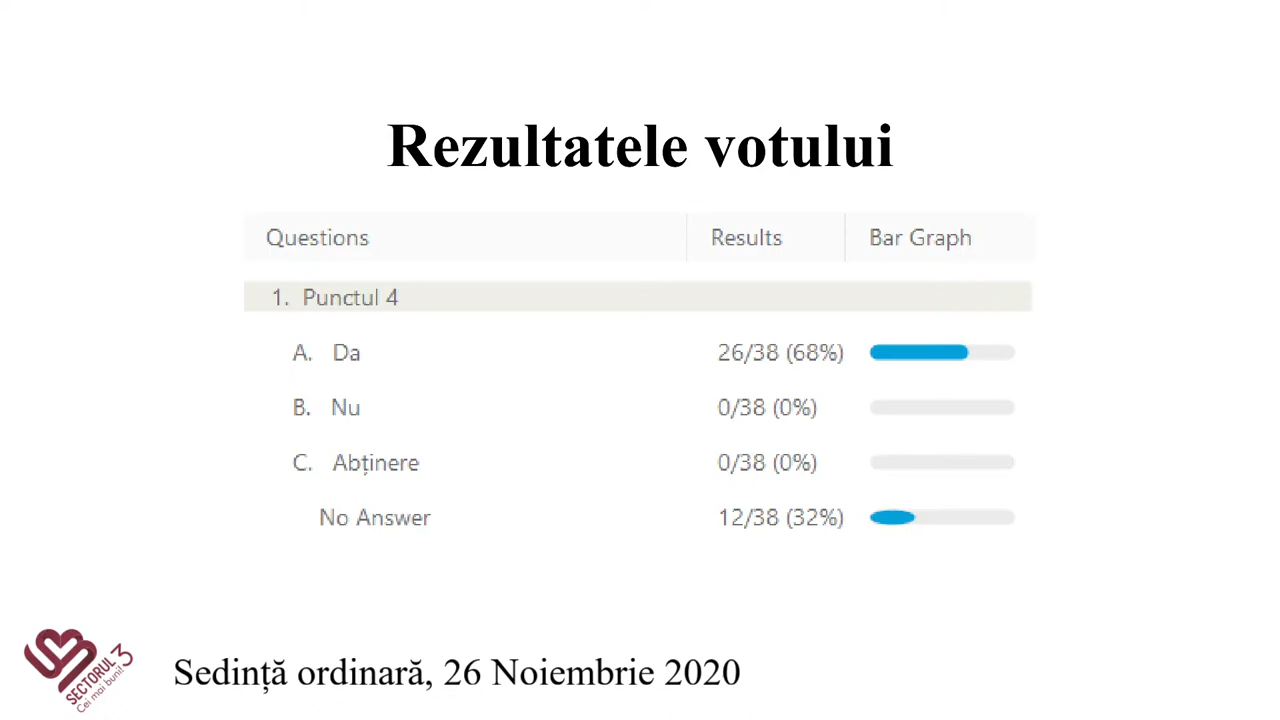 Rezultatele votului
Questions Results Bar Graph
1. Punctul 4
A. Da 26/38 (68%)
B. Nu 0/38 (0%)
C. Abținere 0/38 (0%)
No Answer 12/38 (32%)
SECTORUL 3
Cei mai buni!
Sedință ordinară, 26 Noiembrie 2020